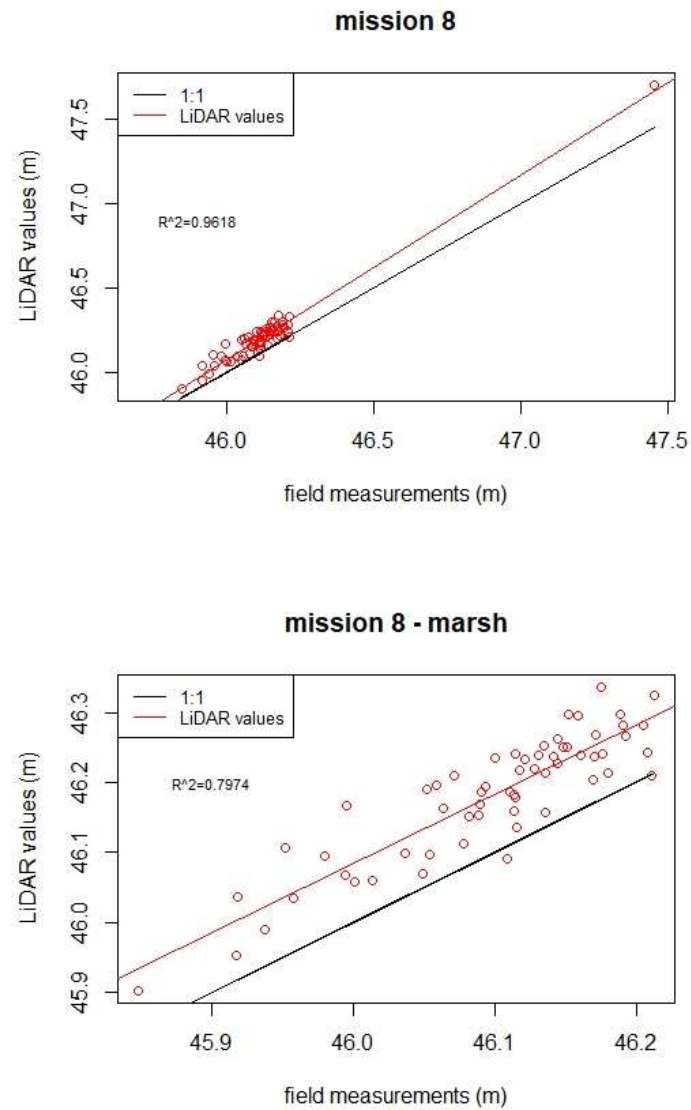 mission 8
1:1
LiDAR values
R^2=0.9618
LiDAR values (m)
47.5
47.0
46.5
46.0
46.0 46.5 47.0 47.5
field measurements (m)
mission 8 - marsh
1:1
LiDAR values
R^2=0.7974
LiDAR values (m)
46.3
46.2
46.1
46.0
45.9
45.9 46.0 46.1 46.2
field measurements (m)